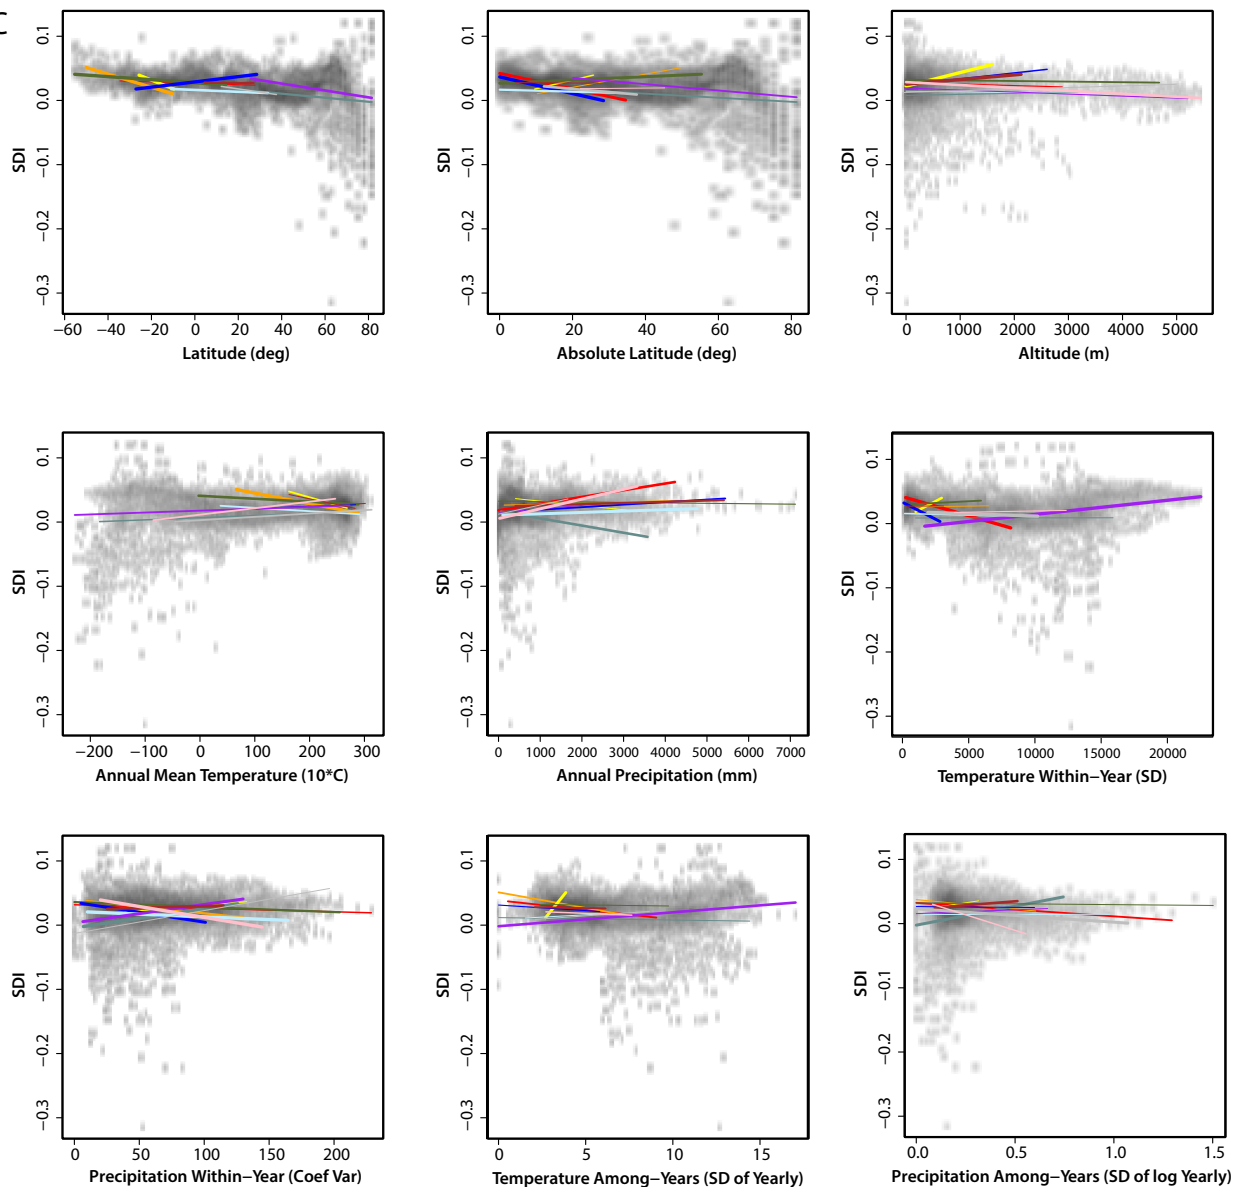 C
0.1
0.0
−0.1
−0.2
−0.3
SDI
−60 −40 −20 0 20 40 60 80
Latitude (deg)
0.1
0.0
−0.1
−0.2
−0.3
SDI
0 20 40 60 80
Absolute Latitude (deg)
0.1
0.0
−0.1
−0.2
−0.3
SDI
0 1000 2000 3000 4000 5000
Altitude (m)
0.1
0.0
−0.1
−0.2
−0.3
SDI
−200 −100 0 100 200 300
Annual Mean Temperature (10*C)
0.1
0.0
−0.1
−0.2
−0.3
SDI
0 1000 2000 3000 4000 5000 6000 7000
Annual Precipitation (mm)
0.1
0.0
−0.1
−0.2
−0.3
SDI
0 5000 10000 15000 20000
Temperature Within−Year (SD)
0.1
0.0
−0.1
−0.2
−0.3
SDI
0 50 100 150 200
Precipitation Within−Year (Coef Var)
0.1
0.0
−0.1
−0.2
−0.3
SDI
0 5 10 15
Temperature Among−Years (SD of Yearly)
0.1
0.0
−0.1
−0.2
−0.3
SDI
0.0 0.5 1.0 1.5
Precipitation Among−Years (SD of log Yearly)